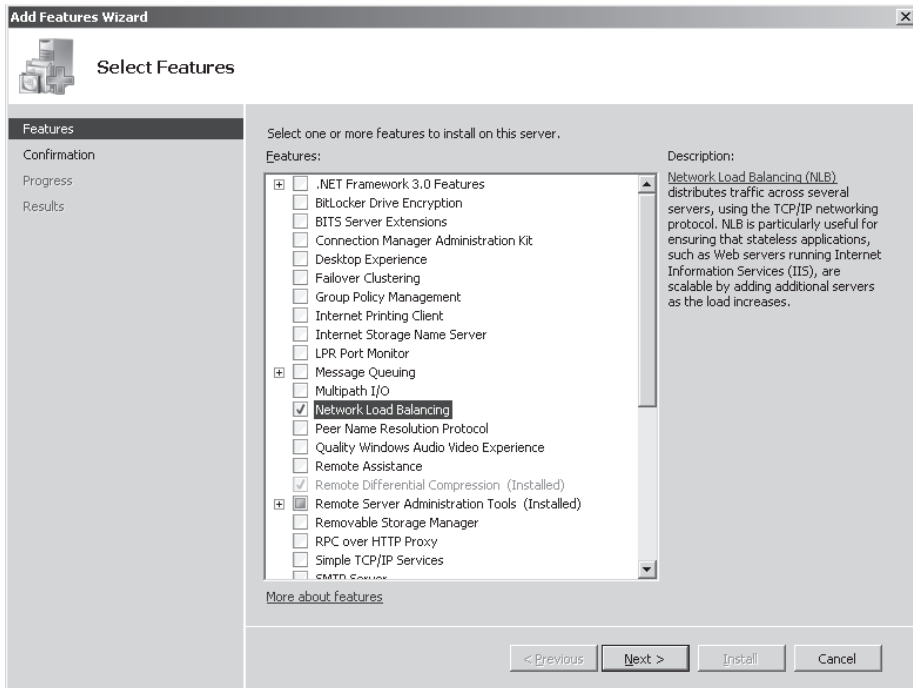 Add Features Wizard
Select Features
Features
Confirmation
Progress
Results
Select one or more features to install on this server.
Features:
.NET Framework 3.0 Features
BitLocker Drive Encryption
BITS Server Extensions
Connection Manager Administration Kit
Desktop Experience
Failover Clustering
Group Policy Management
Internet Printing Client
Internet Storage Name Server
LPR Port Monitor
Message Queuing
Multipath I/O
Network Load Balancing
Peer Name Resolution Protocol
Quality Windows Audio Video Experience
Remote Assistance
Remote Differential Compression (Installed)
Remote Server Administration Tools (Installed)
Removable Storage Manager
RPC over HTTP Proxy
Simple TCP/IP Services
SMTP Server
More about features
Description:
Network Load Balancing (NLB)
distributes traffic across several
servers, using the TCP/IP networking
protocol. NLB is particularly useful for
ensuring that stateless applications,
such as Web servers running Internet
Information Services (IIS), are
scalable by adding additional servers
as the load increases.
< Previous
Next >
Install
Cancel